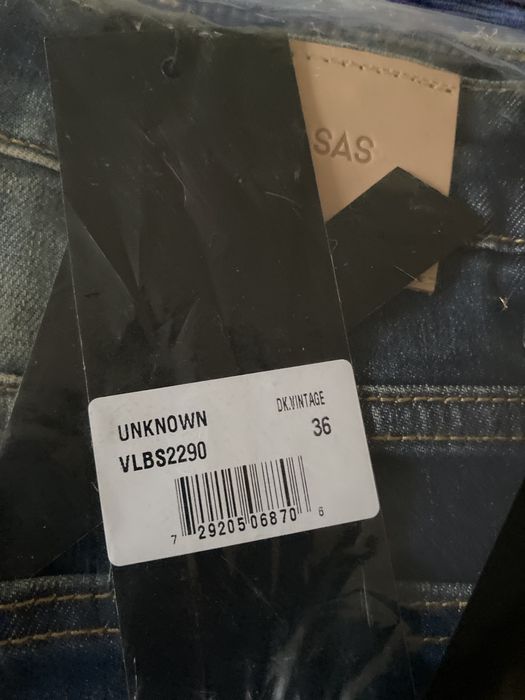 SAS
UNKNOWN
DK.VINTAGE
VLBS2290
36
7 29205 06870 6